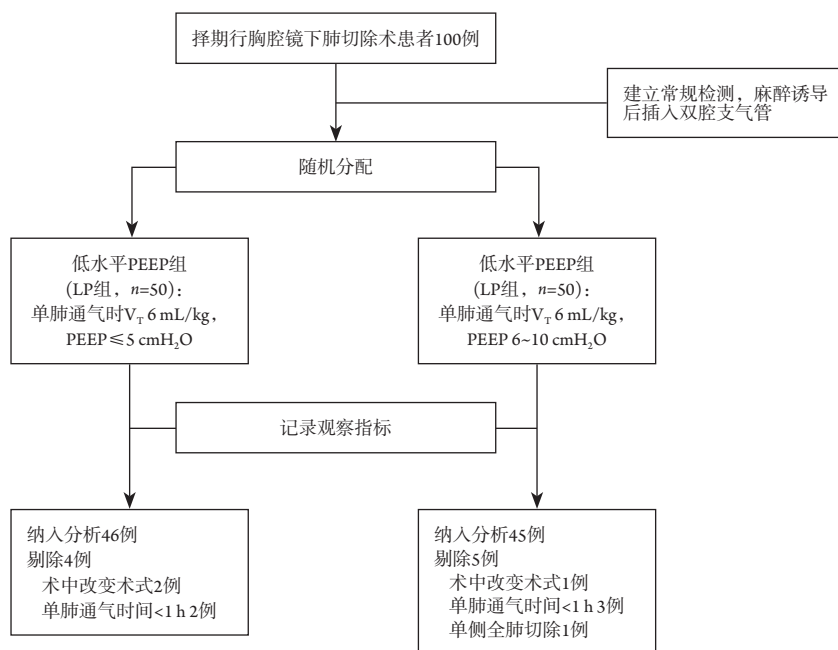 择期行胸腔镜下肺切除术患者100例
建立常规检测，麻醉诱导
后插入双腔支气管
随机分配
低水平PEEP组
(LP组，n=50)：
单肺通气时VT 6 mL/kg，
PEEP≤5 cmH2O
低水平PEEP组
(LP组，n=50)：
单肺通气时VT 6 mL/kg，
PEEP 6~10 cmH2O
记录观察指标
纳入分析46例
剔除4例
术中改变术式2例
单肺通气时间<1 h 2例
纳入分析45例
剔除5例
术中改变术式1例
单肺通气时间<1 h 3例
单侧全肺切除1例